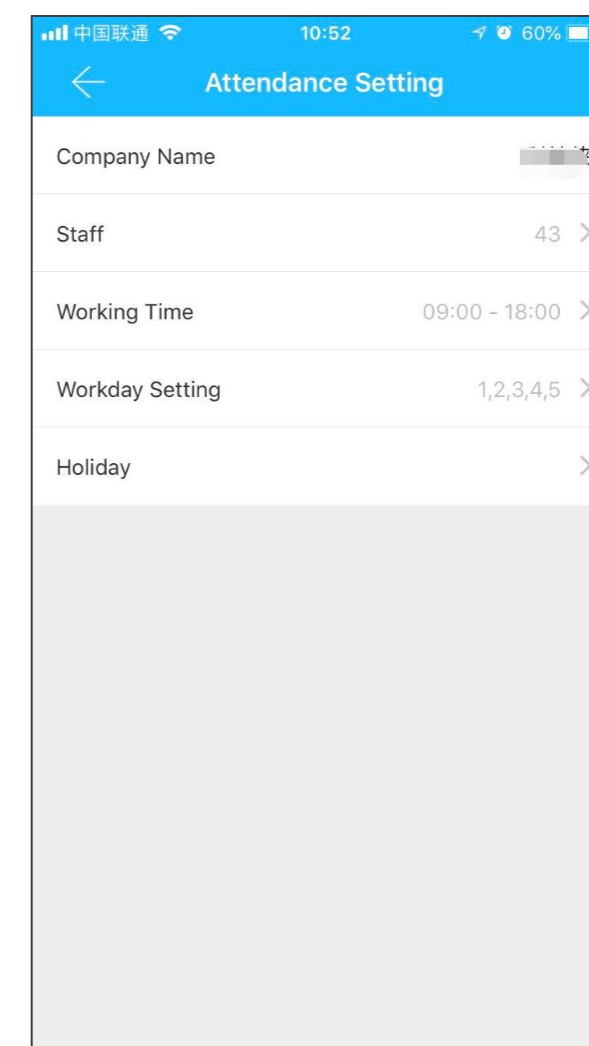 中国联通 10:52 60%
Attendance Setting
Company Name
Staff 43
Working Time 09:00 - 18:00
Workday Setting 1,2,3,4,5
Holiday